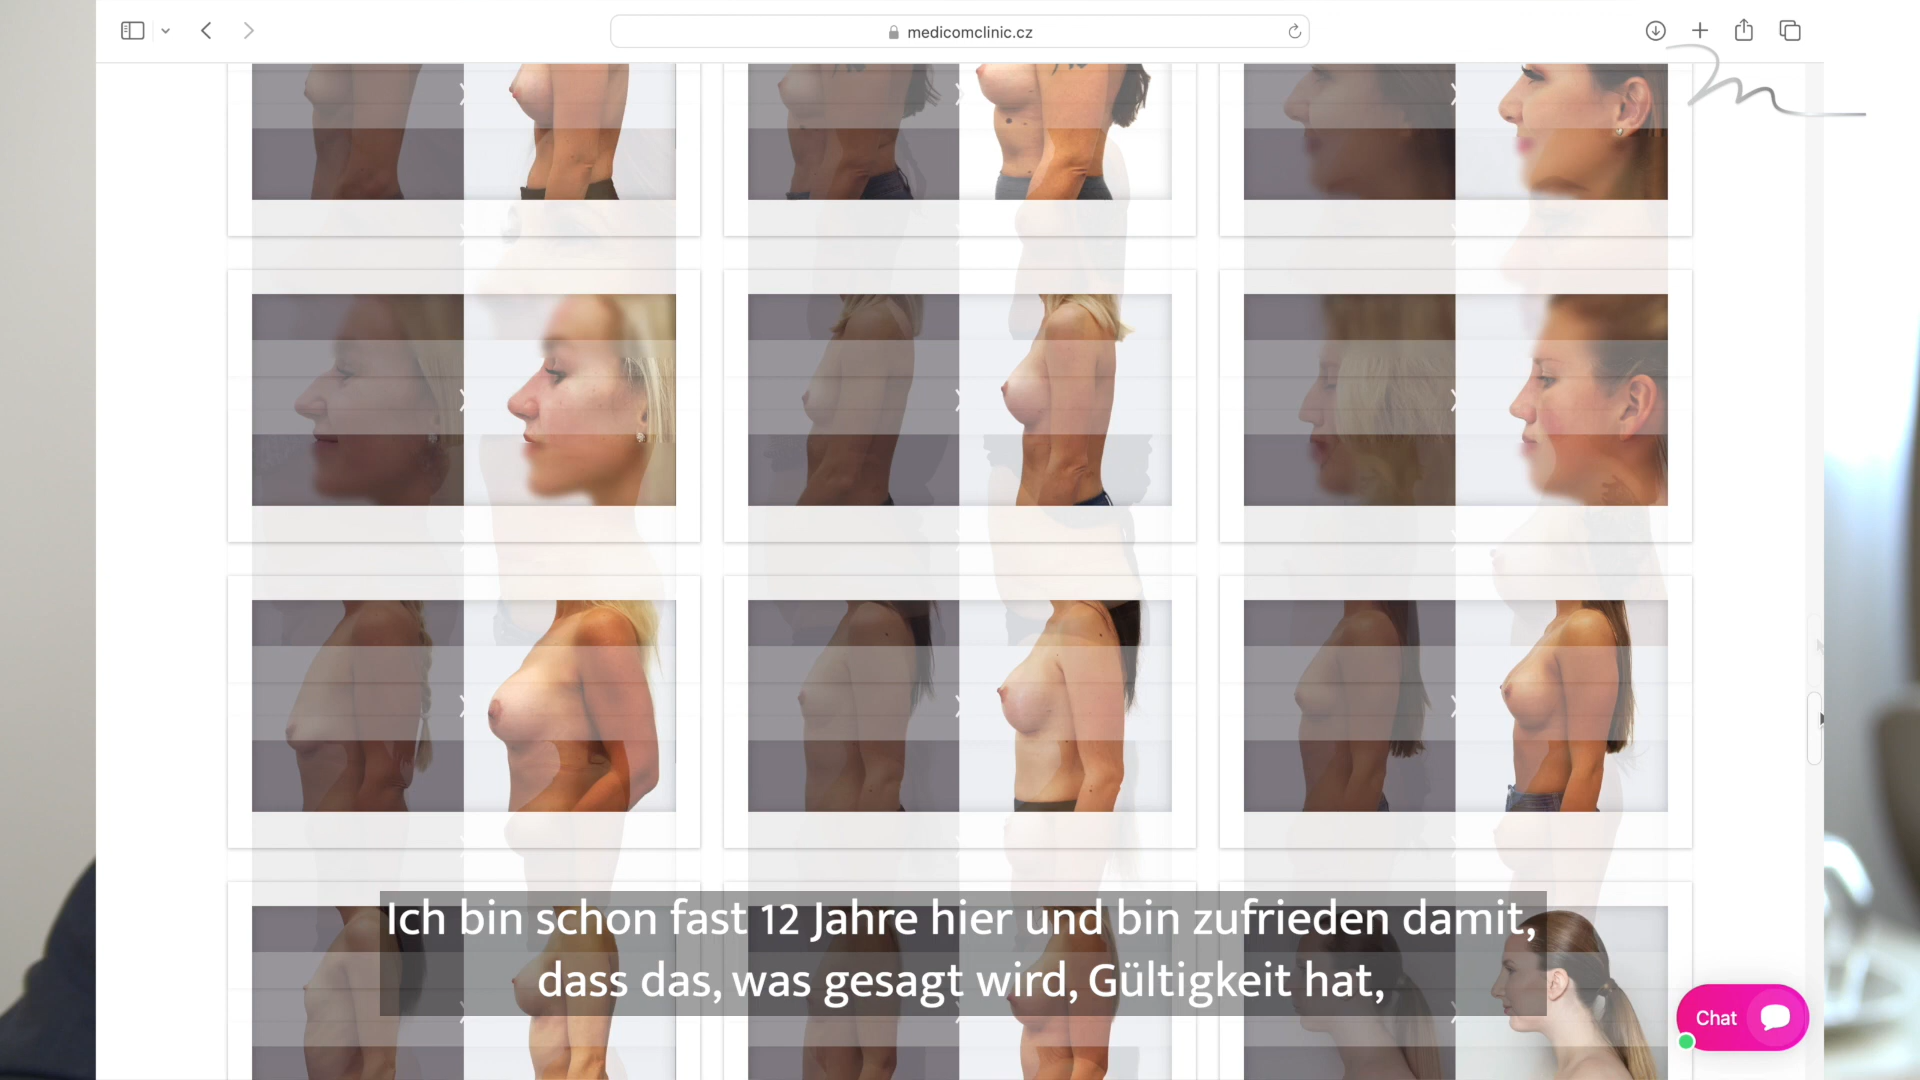 medicomclinic.cz
Ich bin schon fast 12 Jahre hier und bin zufrieden damit,
dass das, was gesagt wird, Gültigkeit hat,
Chat